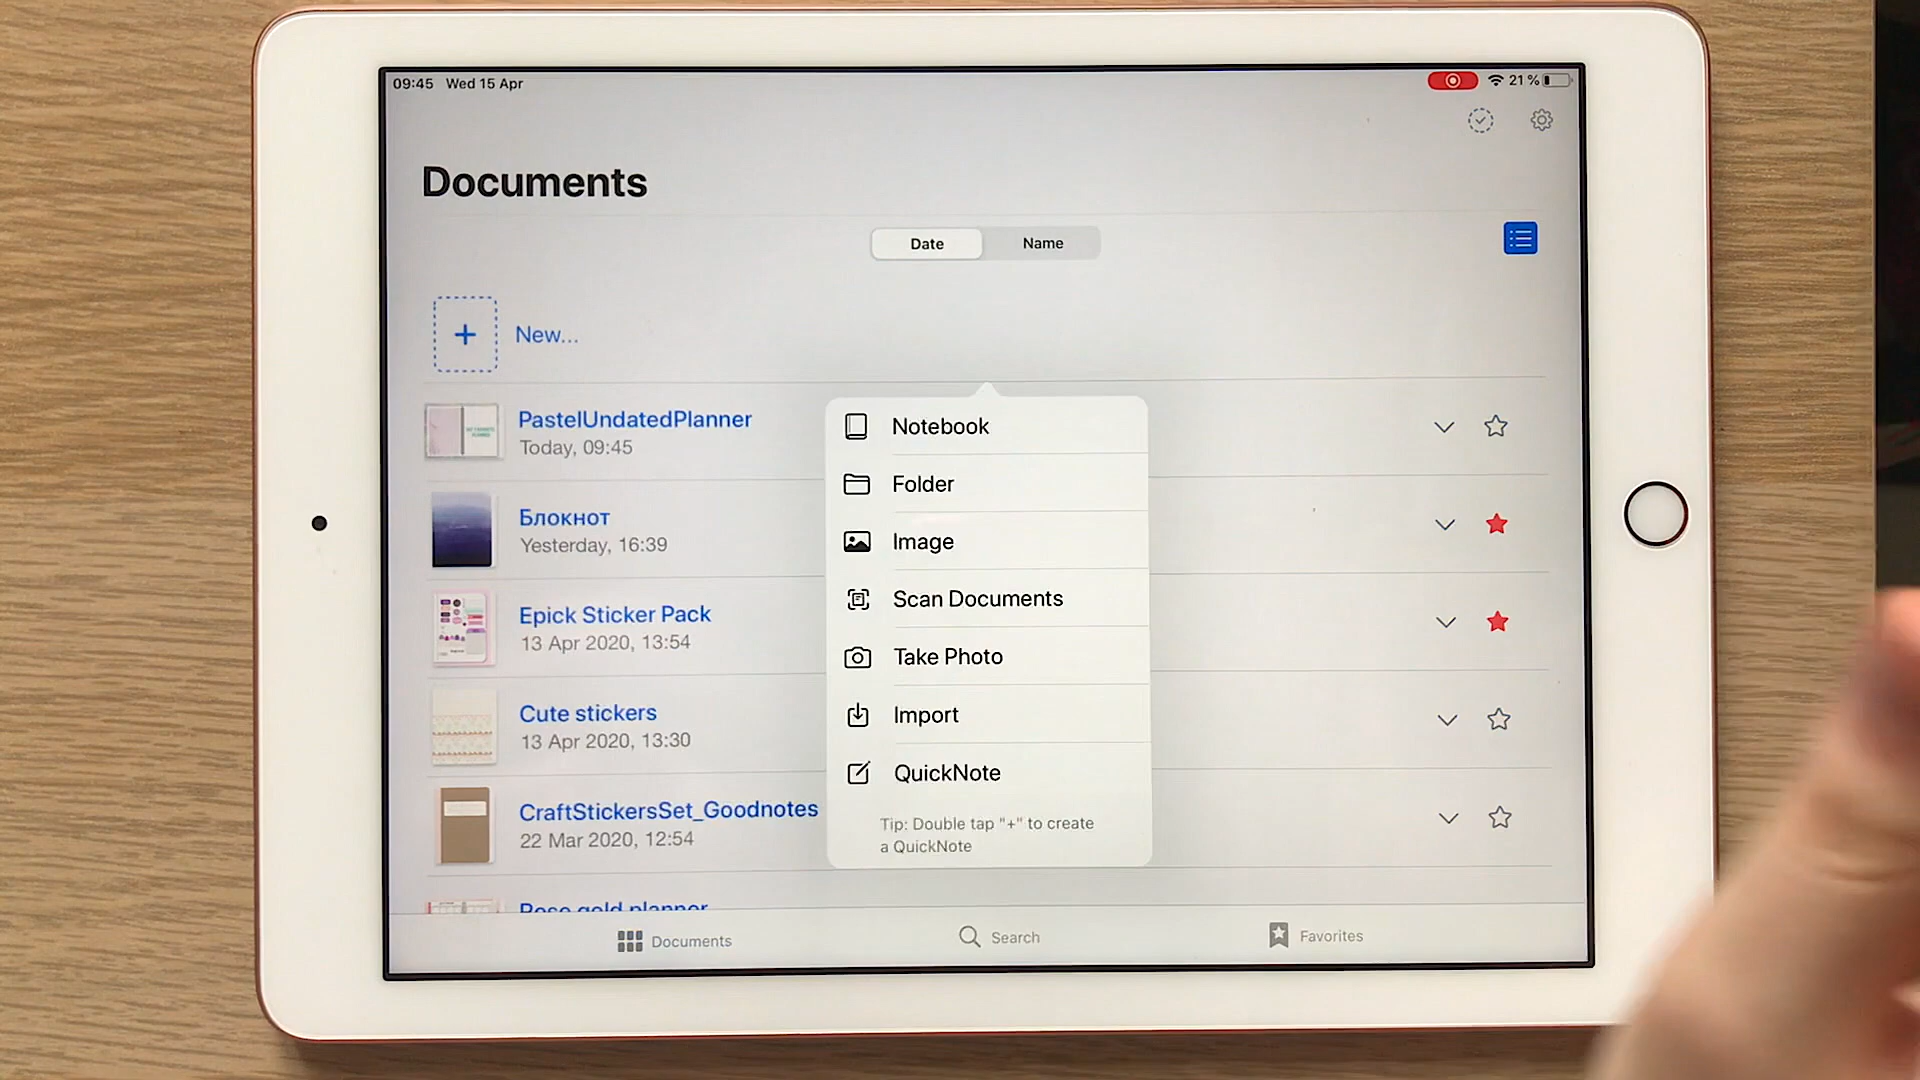 09:45 Wed 15 Apr
21 %
Documents
Date
Name
New...
PastelUndatedPlanner
Today, 09:45
Блокнот
Yesterday, 16:39
Epick Sticker Pack
13 Apr 2020, 13:54
Cute stickers
13 Apr 2020, 13:30
CraftStickersSet_Goodnotes
22 Mar 2020, 12:54
Rose gold planner
Notebook
Folder
Image
Scan Documents
Take Photo
Import
QuickNote
Tip: Double tap "+" to create
a QuickNote
Documents
Search
Favorites